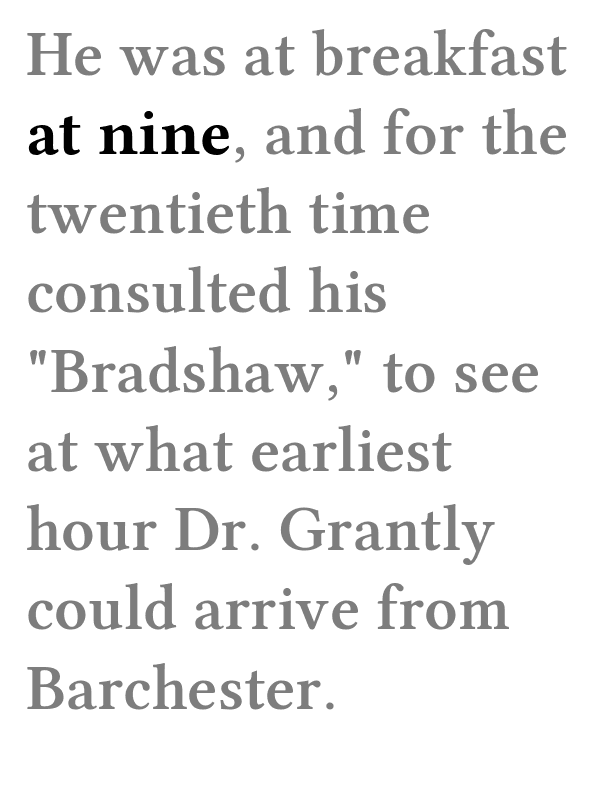 He was at breakfast
at nine, and for the
twentieth time
consulted his
"Bradshaw," to see
at what earliest
hour Dr. Grantly
could arrive from
Barchester.